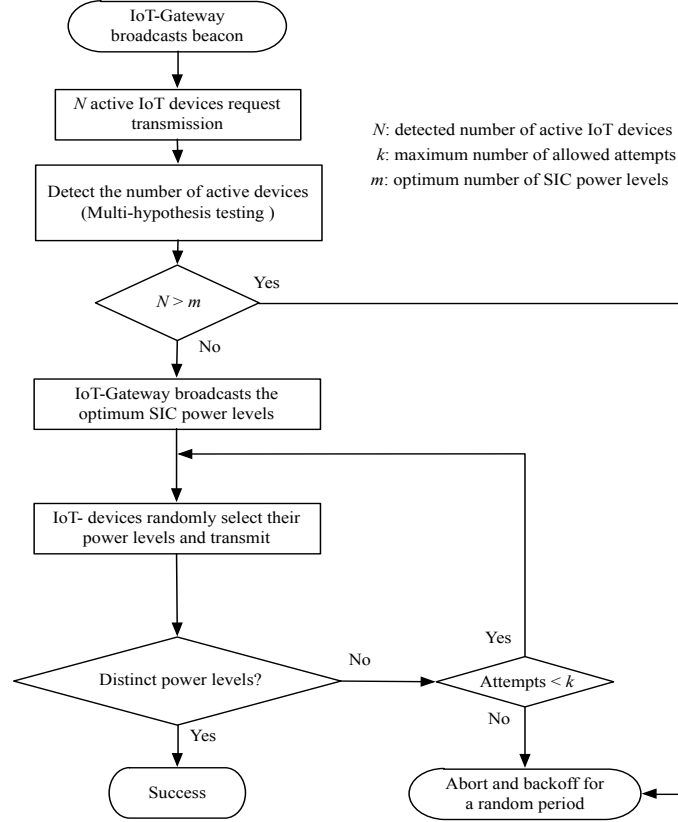 IoT-Gateway
broadcasts beacon
N active IoT devices request
transmission
N: detected number of active IoT devices
k: maximum number of allowed attempts
m: optimum number of SIC power levels
Detect the number of active devices
(Multi-hypothesis testing )
Yes
N > m
No
IoT-Gateway broadcasts the
optimum SIC power levels
IoT- devices randomly select their
power levels and transmit
Yes
No
Distinct power levels?
Attempts < k
No
Yes
Success
Abort and backoff for
a random period